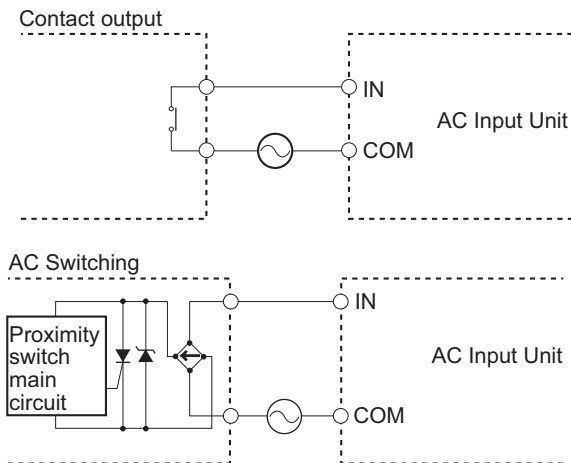 Contact output
IN
AC Input Unit
COM
AC Switching
IN
Proximity
switch
main
circuit
AC Input Unit
COM